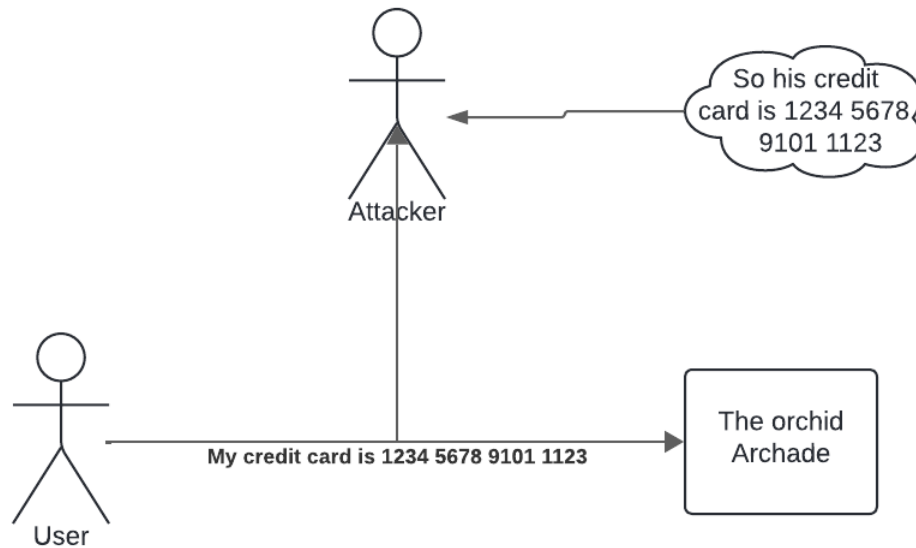 So his credit
card is 1234 5678
9101 1123
Attacker
The orchid
Archade
My credit card is 1234 5678 9101 1123
User